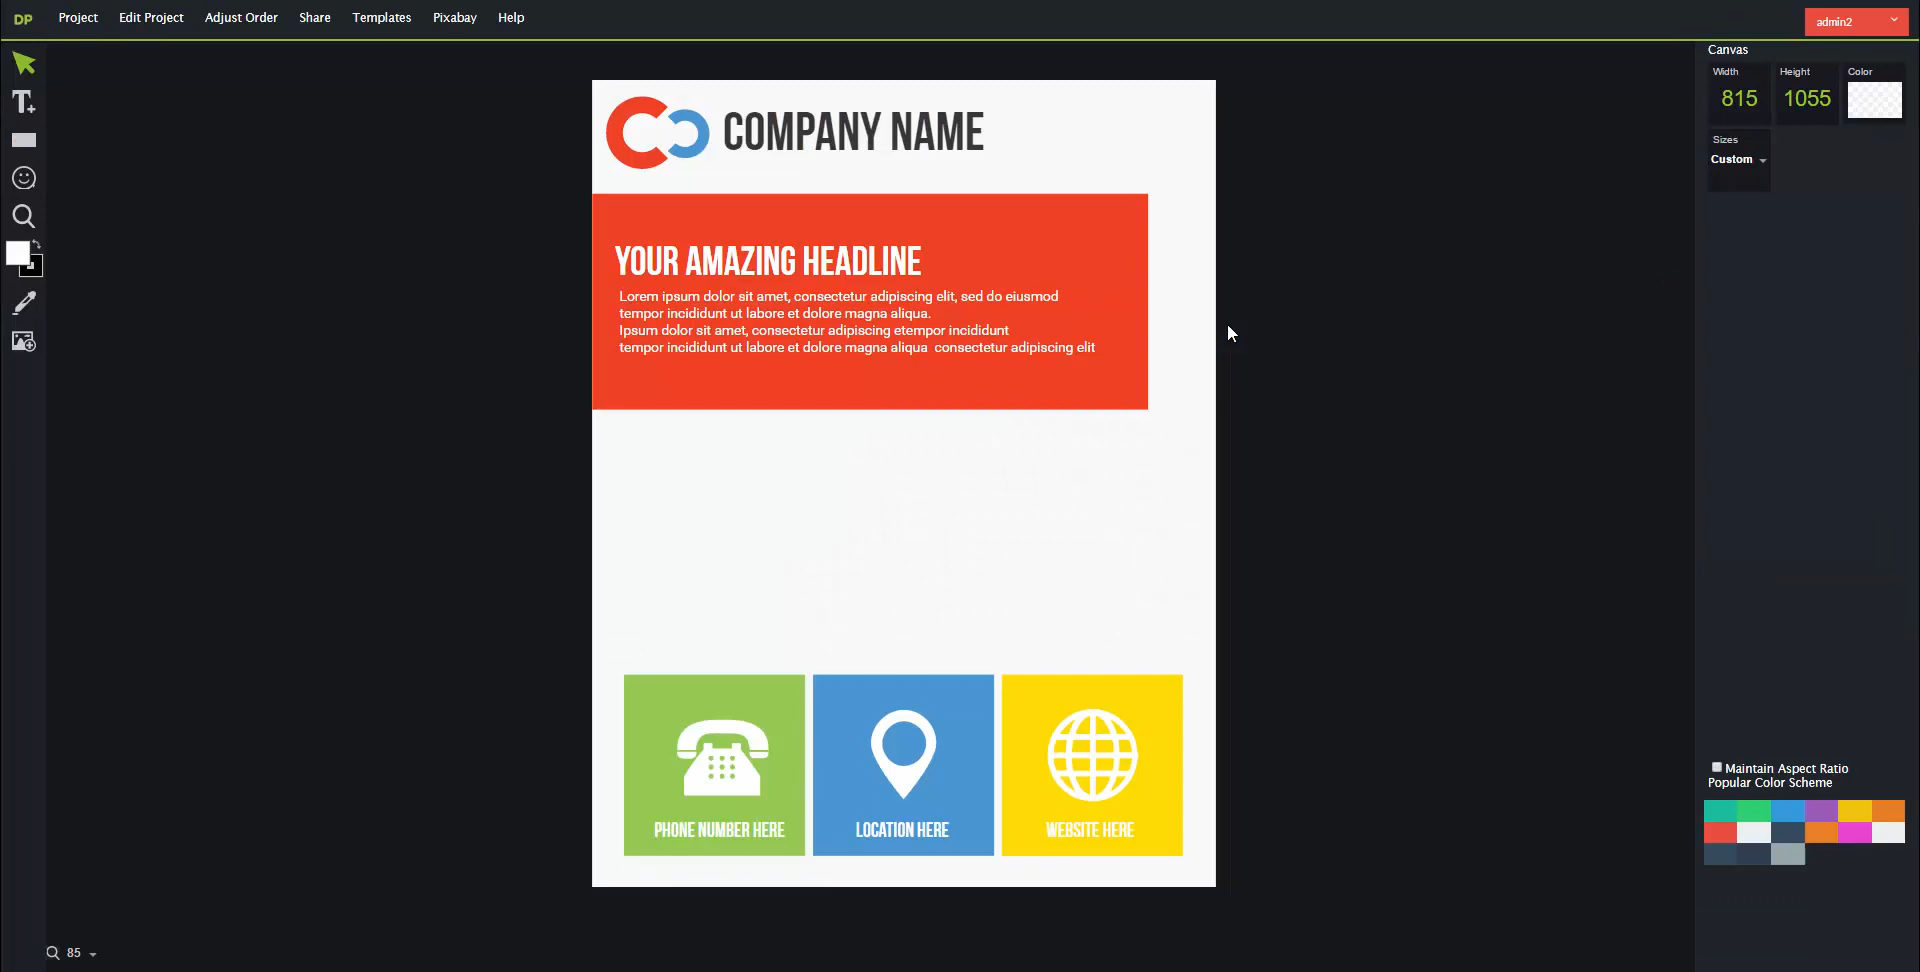 DP
Project
Edit Project
Adjust Order
Share
Templates
Pixabay
Help
admin2
Canvas
Width
Height
Color
815
1055
Sizes
Custom
COMPANY NAME
YOUR AMAZING HEADLINE
Lorem ipsum dolor sit amet, consectetur adipiscing elit, sed do eiusmod
tempor incididunt ut labore et dolore magna aliqua.
Ipsum dolor sit amet, consectetur adipiscing etempor incididunt
tempor incididunt ut labore et dolore magna aliqua  consectetur adipiscing elit
PHONE NUMBER HERE
LOCATION HERE
WEBSITE HERE
Maintain Aspect Ratio
Popular Color Scheme
85